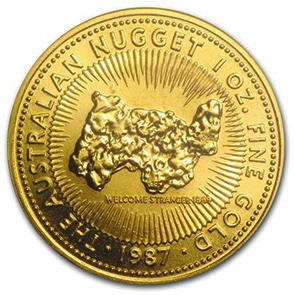 · THE AUSTRALIAN NUGGET 1 OZ. FINE GOLD ·
WELCOME STRANGER 1869
1987